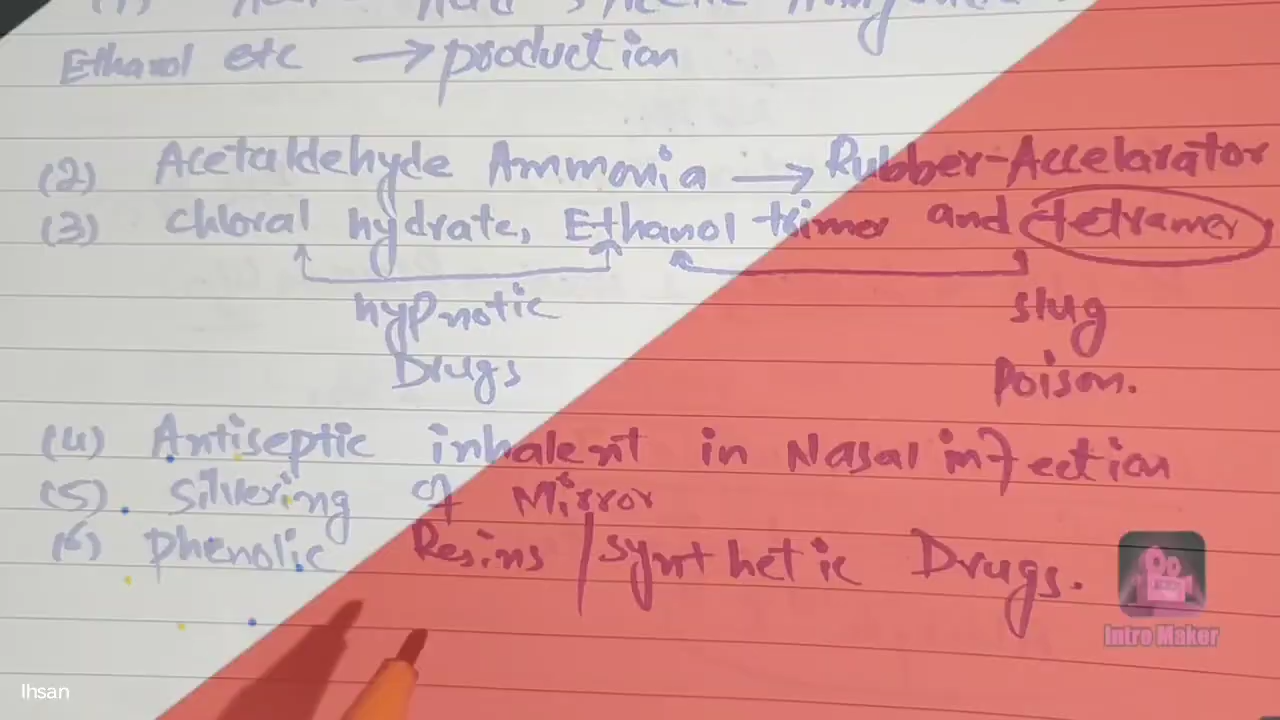 Ethanol etc → production
(2) Acetaldehyde Ammonia → Rubber-Accelarator
(3) chloral hydrate, Ethanol trimer and tetramer
hypnotic
Drugs
slug
Poison.
(4) Antiseptic inhalent in Nasal infection
(5) Silvering of Mirror
(6) Phenolic Resins / synthetic Drugs.
Intro Maker
Ihsan